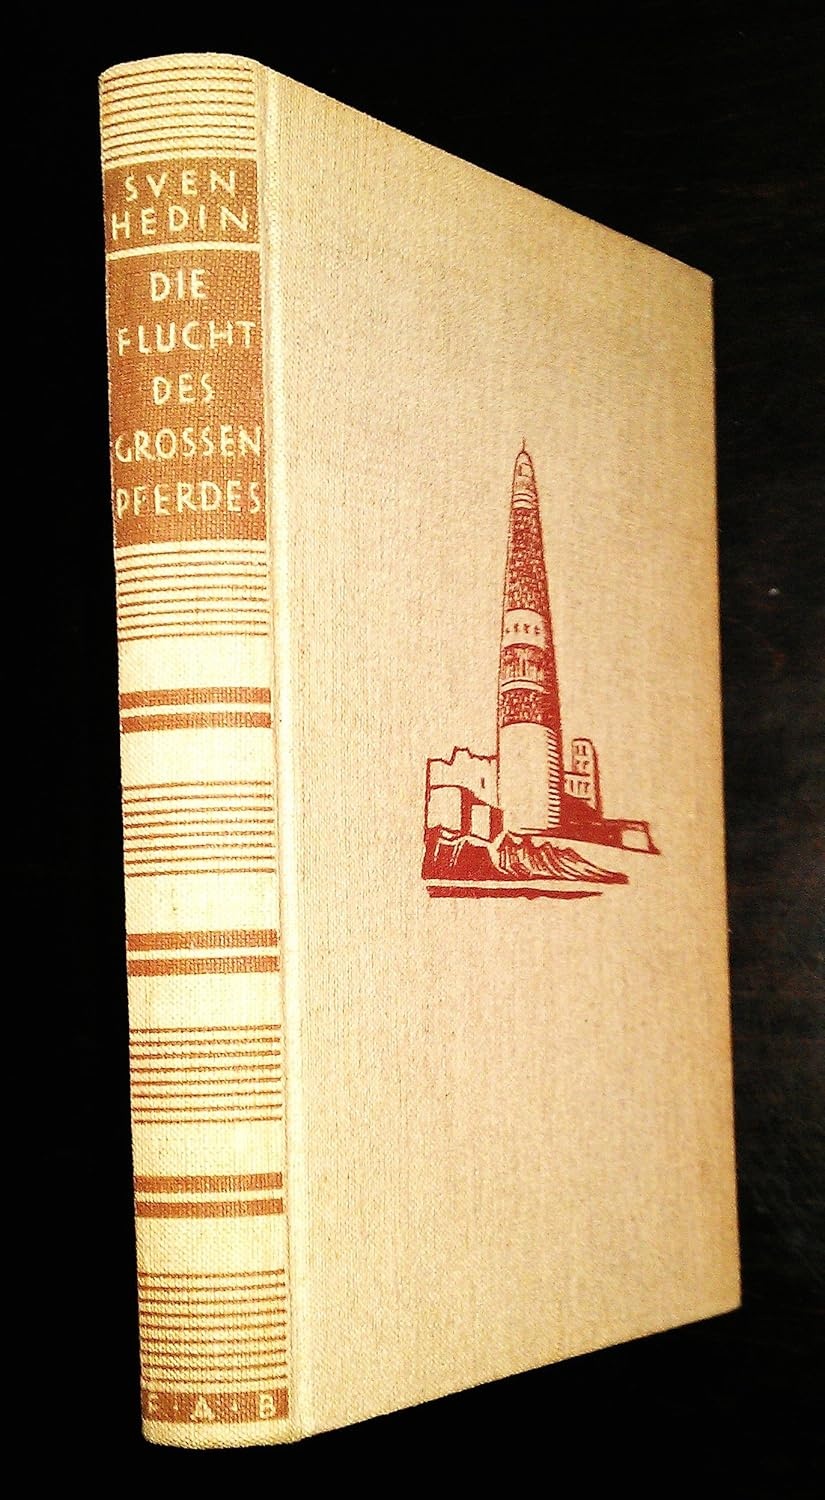 SVEN
HEDIN
DIE
FLUCHT
DES
GROSSEN
PFERDES
F · A · B